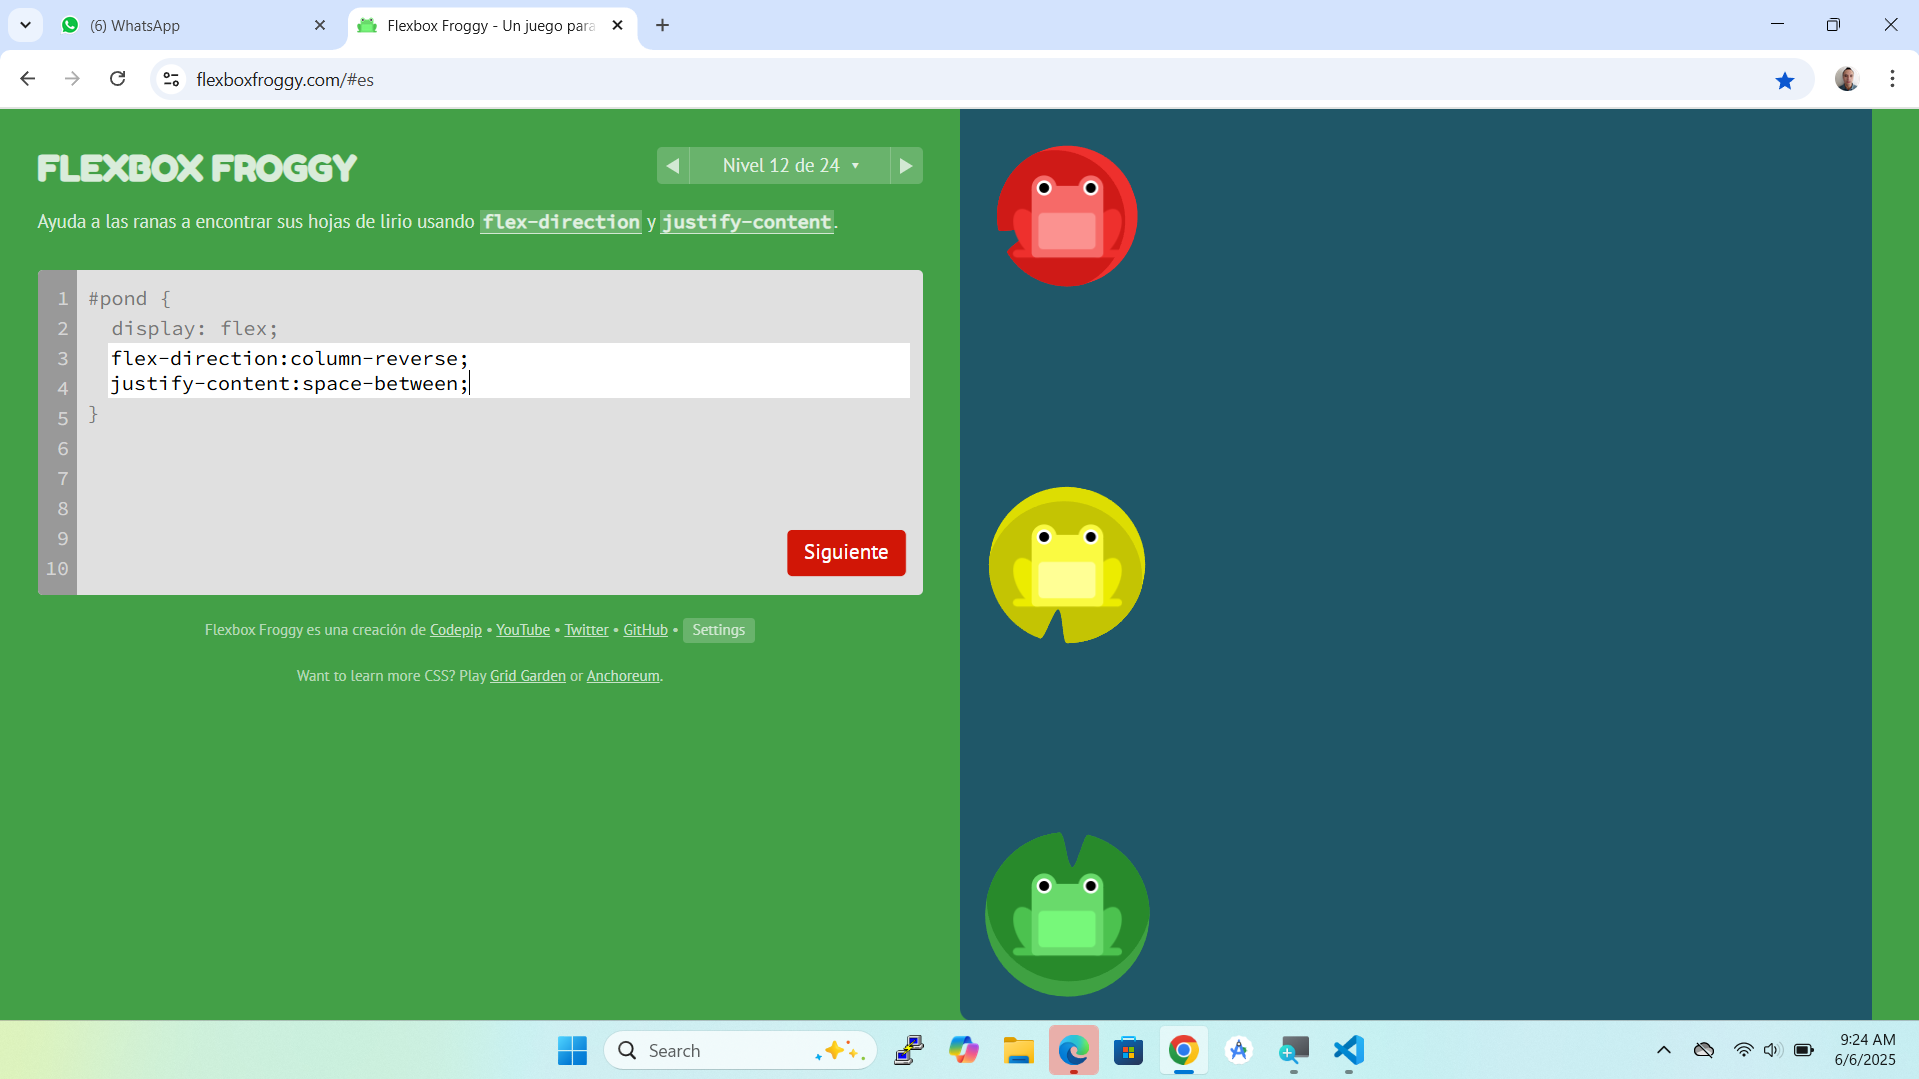 (6) WhatsApp
Flexbox Froggy - Un juego para
flexboxfroggy.com/#es
FLEXBOX FROGGY
Nivel 12 de 24
Ayuda a las ranas a encontrar sus hojas de lirio usando flex-direction y justify-content.
1 #pond {
2 display: flex;
3 flex-direction:column-reverse;
4 justify-content:space-between;
5 }
6
7
8
9
10
Siguiente
Flexbox Froggy es una creación de Codepip • YouTube • Twitter • GitHub • Settings
Want to learn more CSS? Play Grid Garden or Anchoreum.
Search
9:24 AM
6/6/2025